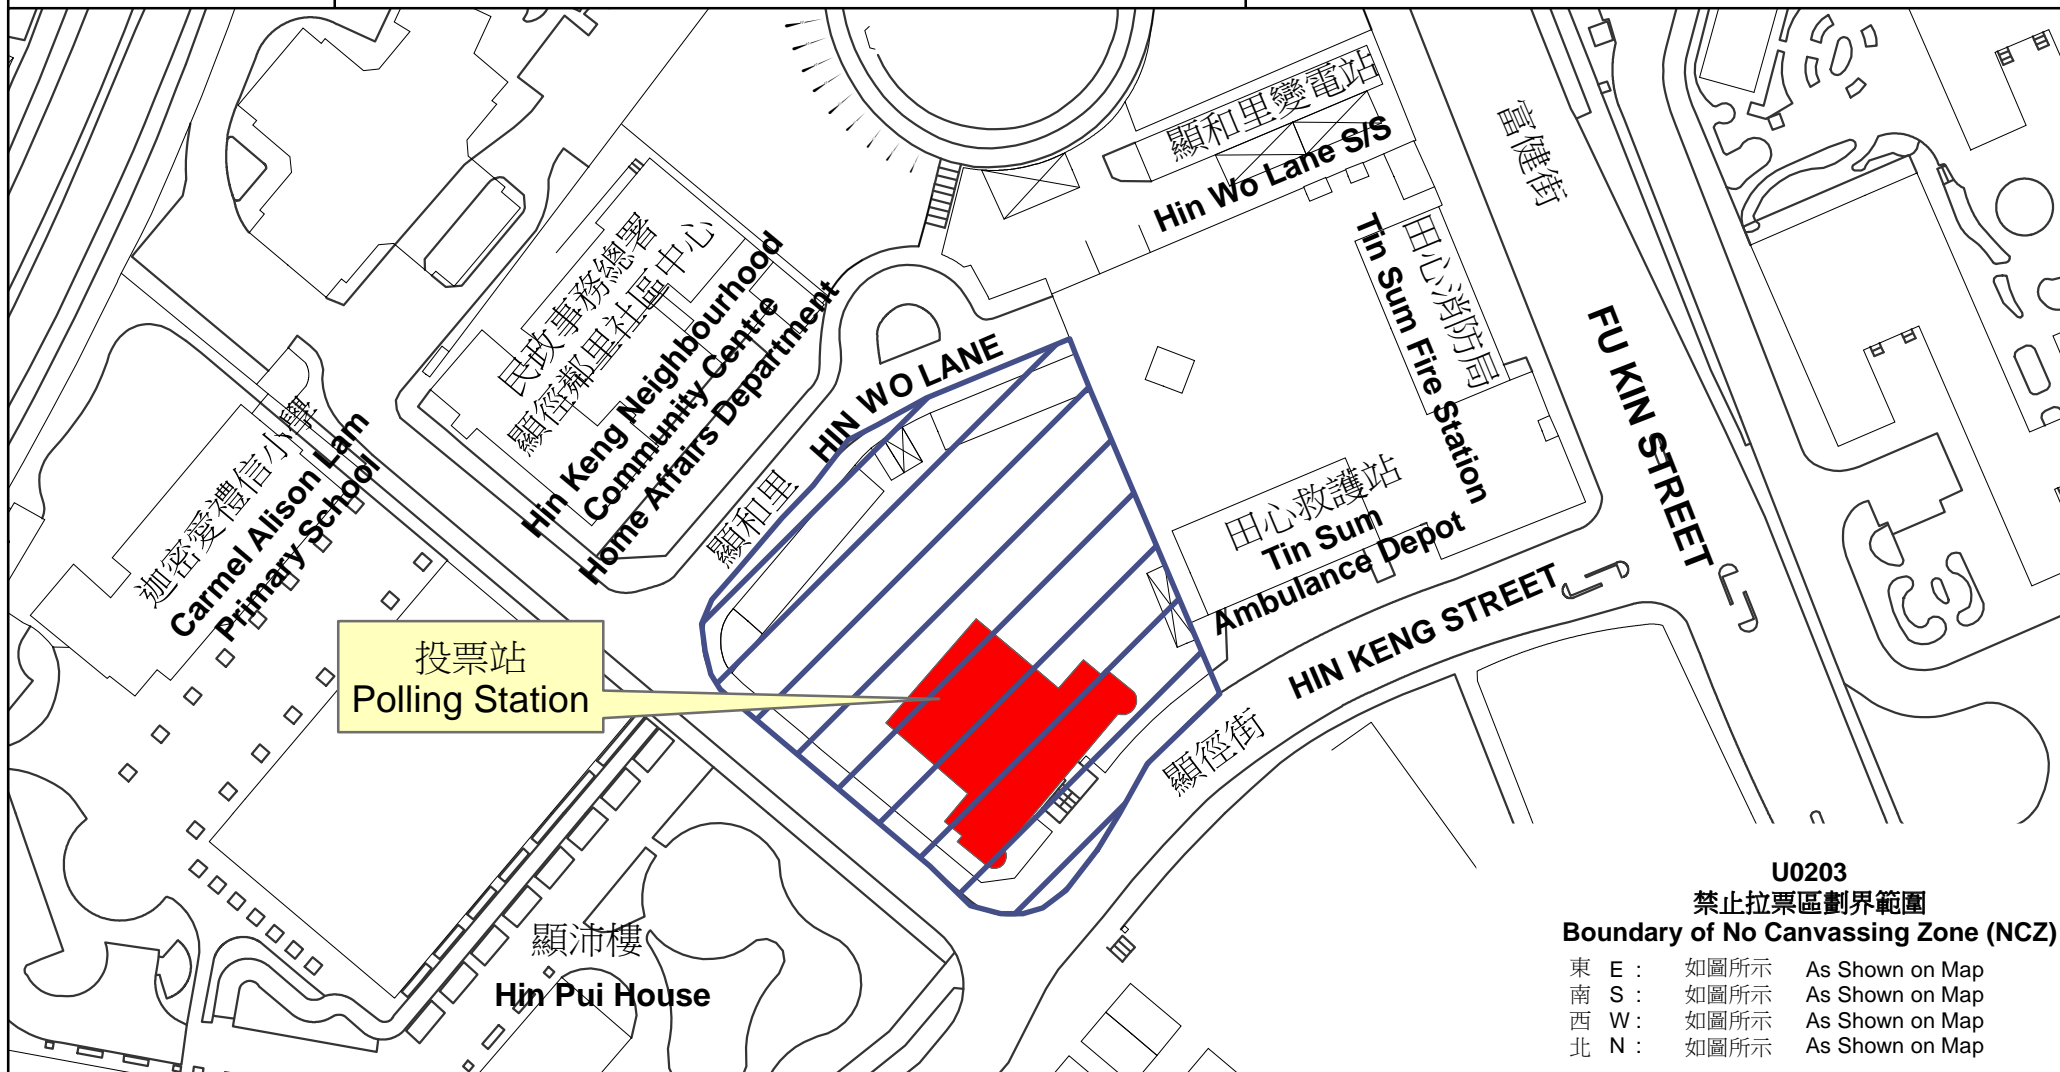 顯和里變電站
Hin Wo Lane S/S
富健街
FU KIN STREET
田心消防局
Tin Sum Fire Station
民政事務總署
顯徑鄰里社區中心
Hin Keng Neighbourhood
Community Centre
Home Affairs Department
HIN WO LANE
顯和里
迦密愛禮信小學
Carmel Alison Lam
Primary School
田心救護站
Tin Sum
Ambulance Depot
HIN KENG STREET
顯徑街
投票站
Polling Station
顯沛樓
Hin Pui House
U0203
禁止拉票區劃界範圍
Boundary of No Canvassing Zone (NCZ)
東 E : 如圖所示 As Shown on Map
南 S : 如圖所示 As Shown on Map
西 W : 如圖所示 As Shown on Map
北 N : 如圖所示 As Shown on Map